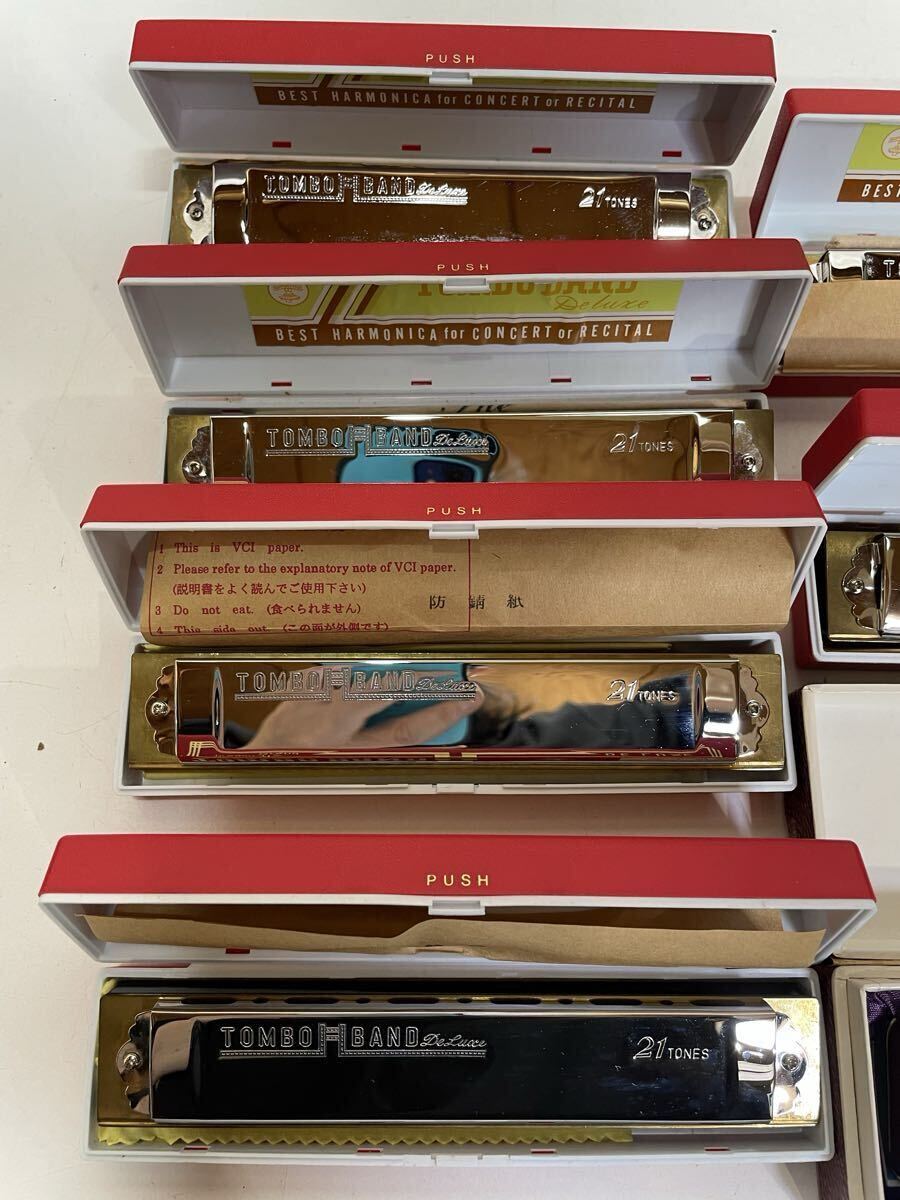 PUSH
BEST HARMONICA for CONCERT or RECITAL
TOMBO BAND DeLuxe
21 TONES
BEST
PUSH
TOMBO BAND
Deluxe
BEST HARMONICA for CONCERT or RECITAL
TOMBO BAND DeLuxe
21 TONES
PUSH
1 This is VCI paper.
2 Please refer to the explanatory note of VCI paper.
(説明書をよく読んでご使用下さい)
3 Do not eat. (食べられません)
防錆紙
4 This side out. (この面が外側です)
TOMBO BAND DeLuxe
21 TONES
PUSH
TOMBO BAND DeLuxe
21 TONES